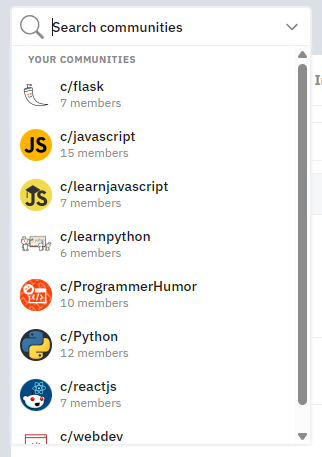 Search communities
YOUR COMMUNITIES
c/flask
7 members
JS
c/javascript
15 members
JS
c/learnjavascript
7 members
c/learnpython
6 members
c/ProgrammerHumor
10 members
c/Python
12 members
c/reactjs
7 members
c/webdev